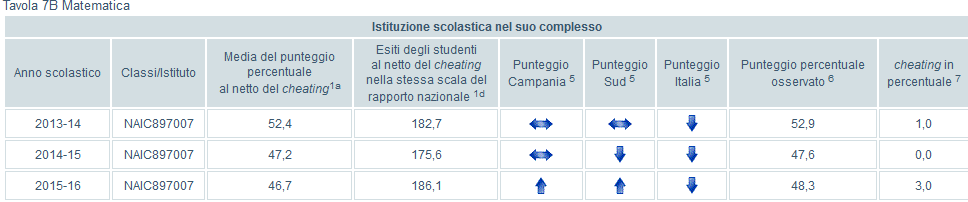 Tavola 7B Matematica
Istituzione scolastica nel suo complesso
Anno scolastico
Classi/Istituto
Media del punteggio
percentuale
al netto del cheating1a
Esiti degli studenti
al netto del cheating
nella stessa scala del
rapporto nazionale 1d
Punteggio
Campania 5
Punteggio
Sud 5
Punteggio
Italia 5
Punteggio percentuale
osservato 6
cheating in
percentuale 7
2013-14 NAIC897007 52,4 182,7 52,9 1,0
2014-15 NAIC897007 47,2 175,6 47,6 0,0
2015-16 NAIC897007 46,7 186,1 48,3 3,0